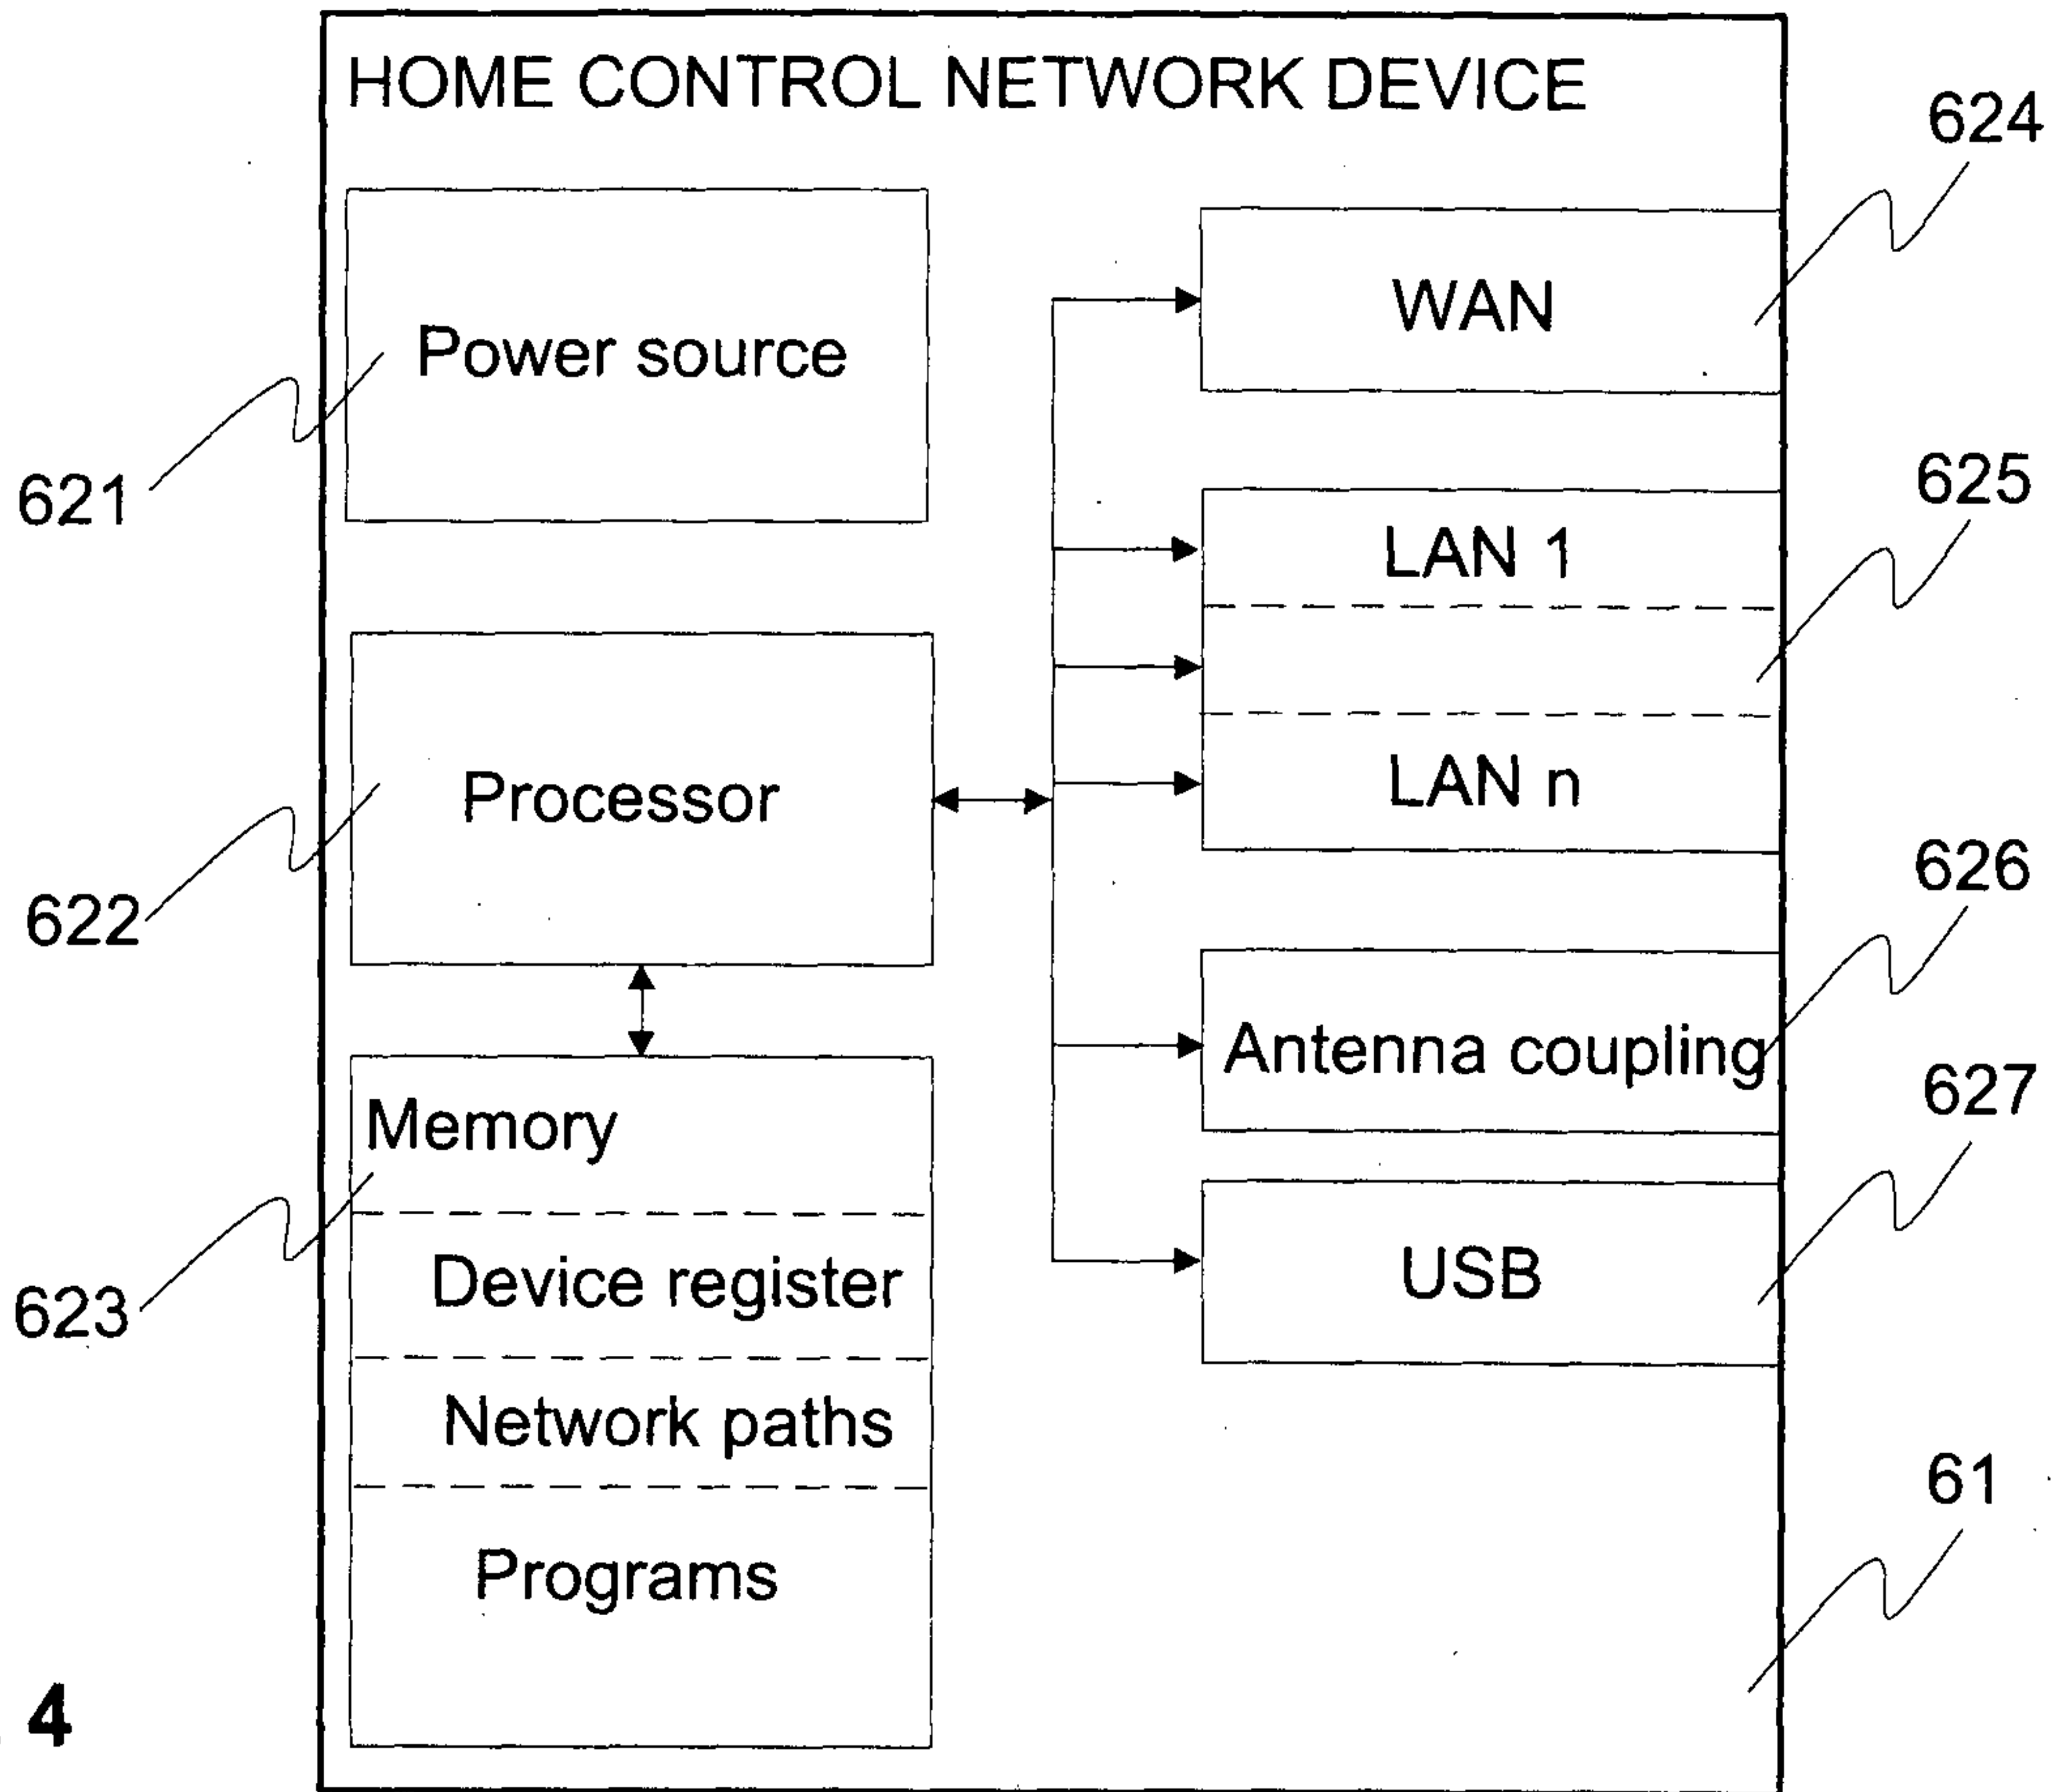 HOME CONTROL NETWORK DEVICE
624
Power source
WAN
621
625
LAN 1
Processor
LAN n
622
626
Antenna coupling
Memory
627
Device register
USB
623
Network paths
61
Programs
4